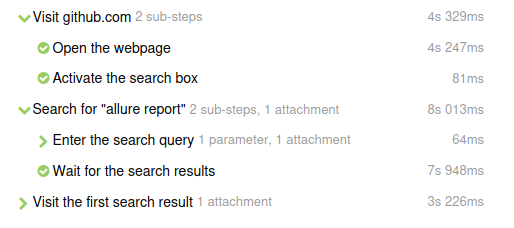 Visit github.com 2 sub-steps 4s 329ms
Open the webpage 4s 247ms
Activate the search box 81ms
Search for "allure report" 2 sub-steps, 1 attachment 8s 013ms
Enter the search query 1 parameter, 1 attachment 64ms
Wait for the search results 7s 948ms
Visit the first search result 1 attachment 3s 226ms